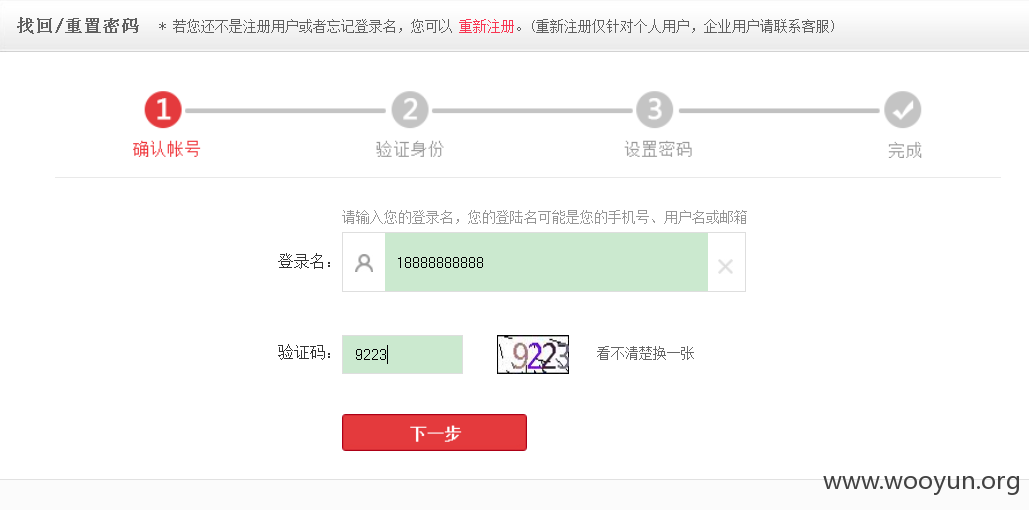 找回/重置密码 * 若您还不是注册用户或者忘记登录名，您可以 重新注册。(重新注册仅针对个人用户，企业用户请联系客服)
1 2 3
确认帐号 验证身份 设置密码 完成
请输入您的登录名，您的登陆名可能是您的手机号、用户名或邮箱
登录名： 18888888888
验证码： 9223 9223 看不清楚换一张
下一步
www.wooyun.org